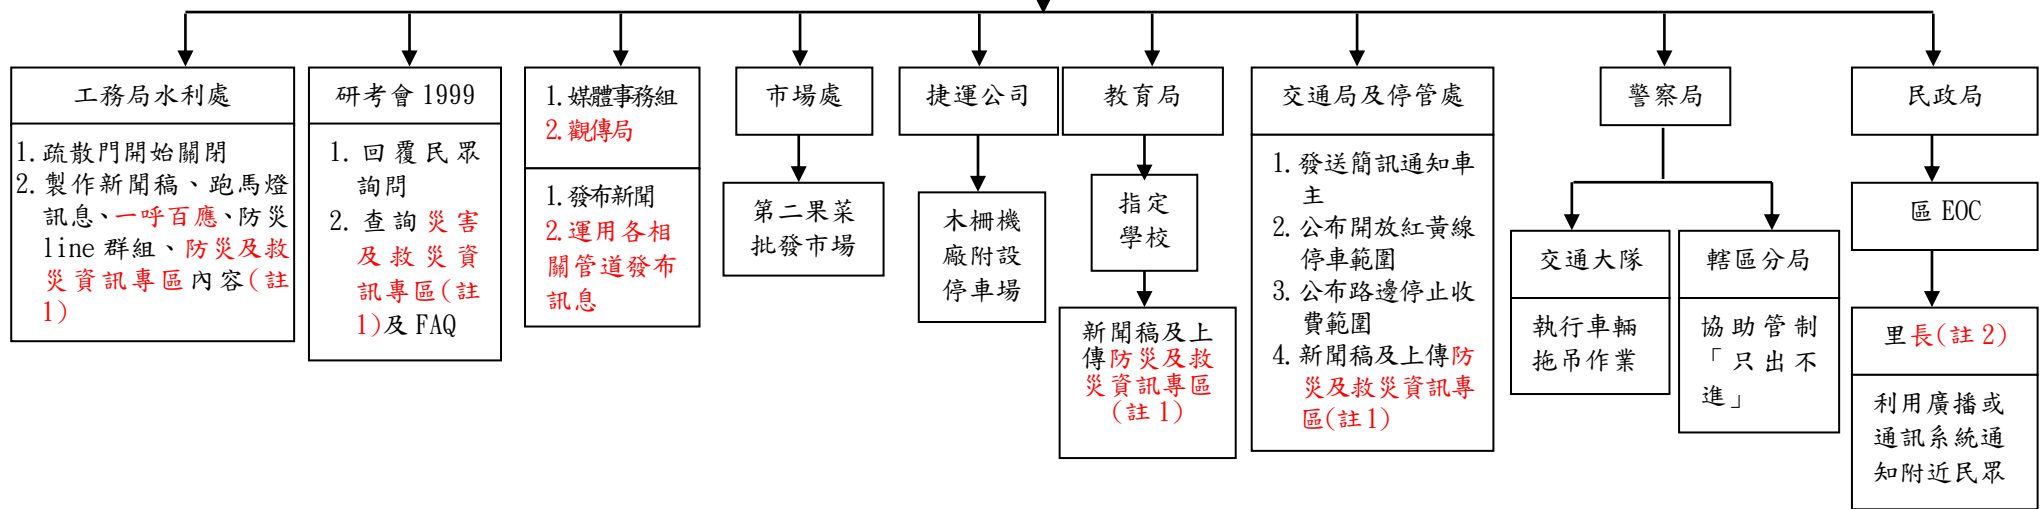 工務局水利處
1.疏散門開始關閉
2.製作新聞稿、跑馬燈
訊息、一呼百應、防災
line 群組、防災及救
災資訊專區內容(註
1)
研考會 1999
1. 回覆民眾
詢問
2. 查詢災害
及救災資
訊專區(註
1)及 FAQ
1.媒體事務組
2.觀傳局
1.發布新聞
2.運用各相
關管道發布
訊息
市場處
第二果菜
批發市場
捷運公司
木柵機
廠附設
停車場
教育局
指定
學校
新聞稿及上
傳防災及救
災資訊專區
(註 1)
交通局及停管處
1.發送簡訊通知車
主
2.公布開放紅黃線
停車範圍
3.公布路邊停止收
費範圍
4.新聞稿及上傳防
災及救災資訊專
區(註1)
警察局
交通大隊
執行車輛
拖吊作業
轄區分局
協助管制
「只出不
進」
民政局
區 EOC
里長(註 2)
利用廣播或
通訊系統通
知附近民眾